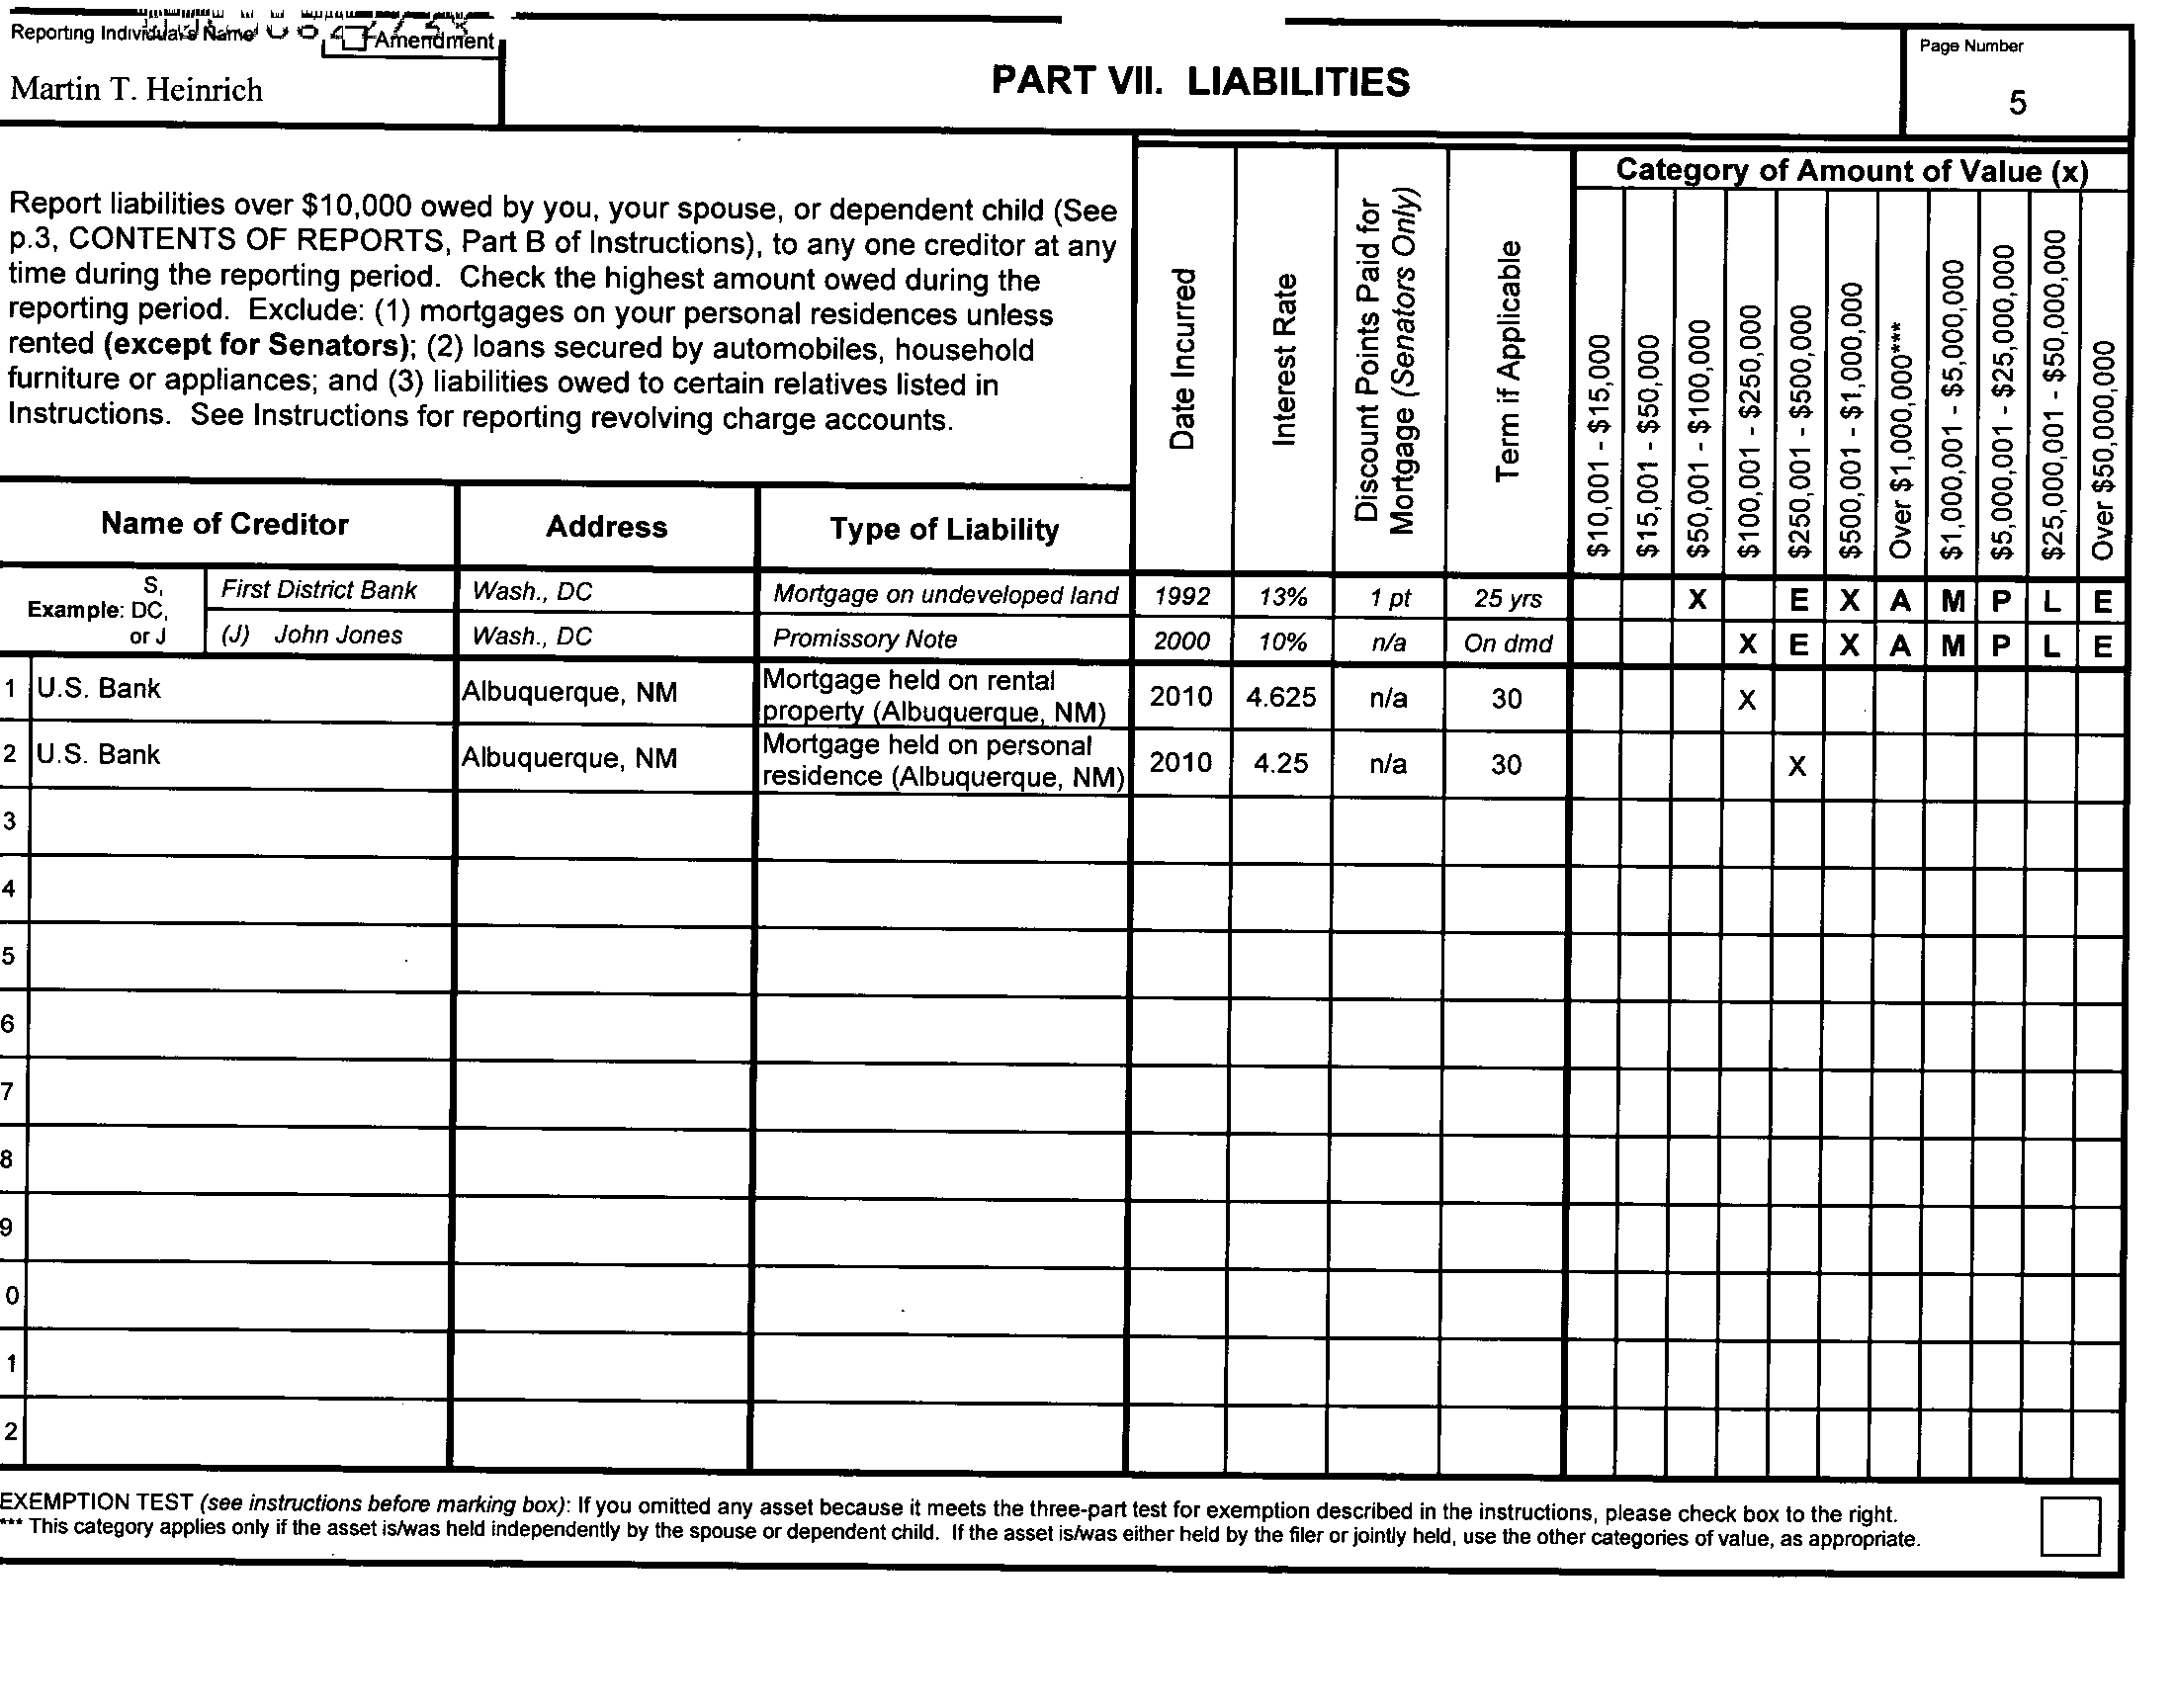 Reporting Individual's Name
Amendment
Martin T. Heinrich
PART VII. LIABILITIES
Page Number
5
Report liabilities over $10,000 owed by you, your spouse, or dependent child (See
p.3, CONTENTS OF REPORTS, Part B of Instructions), to any one creditor at any
time during the reporting period. Check the highest amount owed during the
reporting period. Exclude: (1) mortgages on your personal residences unless
rented (except for Senators); (2) loans secured by automobiles, household
furniture or appliances; and (3) liabilities owed to certain relatives listed in
Instructions. See Instructions for reporting revolving charge accounts.
Date Incurred
Interest Rate
Discount Points Paid for
Mortgage (Senators Only)
Term if Applicable
Category of Amount of Value (x)
$10,001 - $15,000
$15,001 - $50,000
$50,001 - $100,000
$100,001 - $250,000
$250,001 - $500,000
$500,001 - $1,000,000
Over $1,000,000***
$1,000,001 - $5,000,000
$5,000,001 - $25,000,000
$25,000,001 - $50,000,000
Over $50,000,000
Name of Creditor Address Type of Liability
Example: S, DC, or J
First District Bank Wash., DC Mortgage on undeveloped land 1992 13% 1 pt 25 yrs X E X A M P L E
(J) John Jones Wash., DC Promissory Note 2000 10% n/a On dmd X E X A M P L E
1 U.S. Bank Albuquerque, NM Mortgage held on rental
property (Albuquerque, NM) 2010 4.625 n/a 30 X
2 U.S. Bank Albuquerque, NM Mortgage held on personal
residence (Albuquerque, NM) 2010 4.25 n/a 30 X
3
4
5
6
7
8
9
0
1
2
EXEMPTION TEST (see instructions before marking box): If you omitted any asset because it meets the three-part test for exemption described in the instructions, please check box to the right.
*** This category applies only if the asset is/was held independently by the spouse or dependent child. If the asset is/was either held by the filer or jointly held, use the other categories of value, as appropriate.